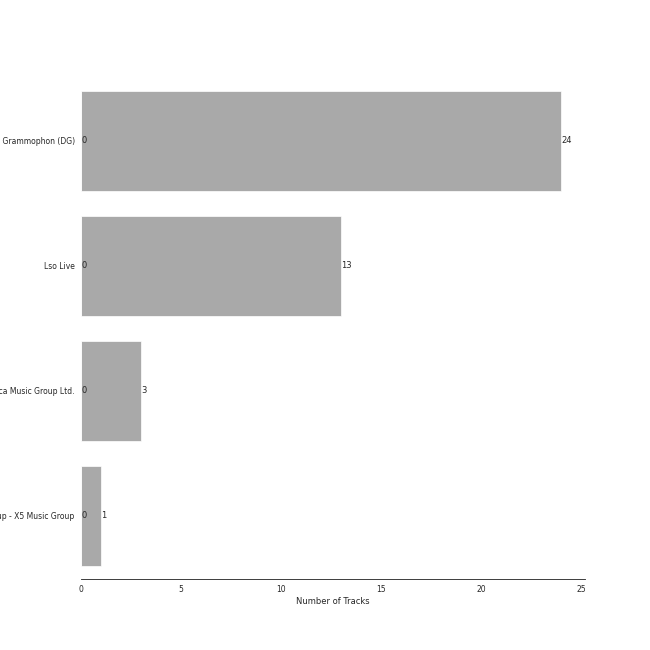 Grammophon (DG) 0 24
Lso Live 0 13
ca Music Group Ltd. 0 3
up - X5 Music Group 0 1
0 5 10 15 20 25
Number of Tracks